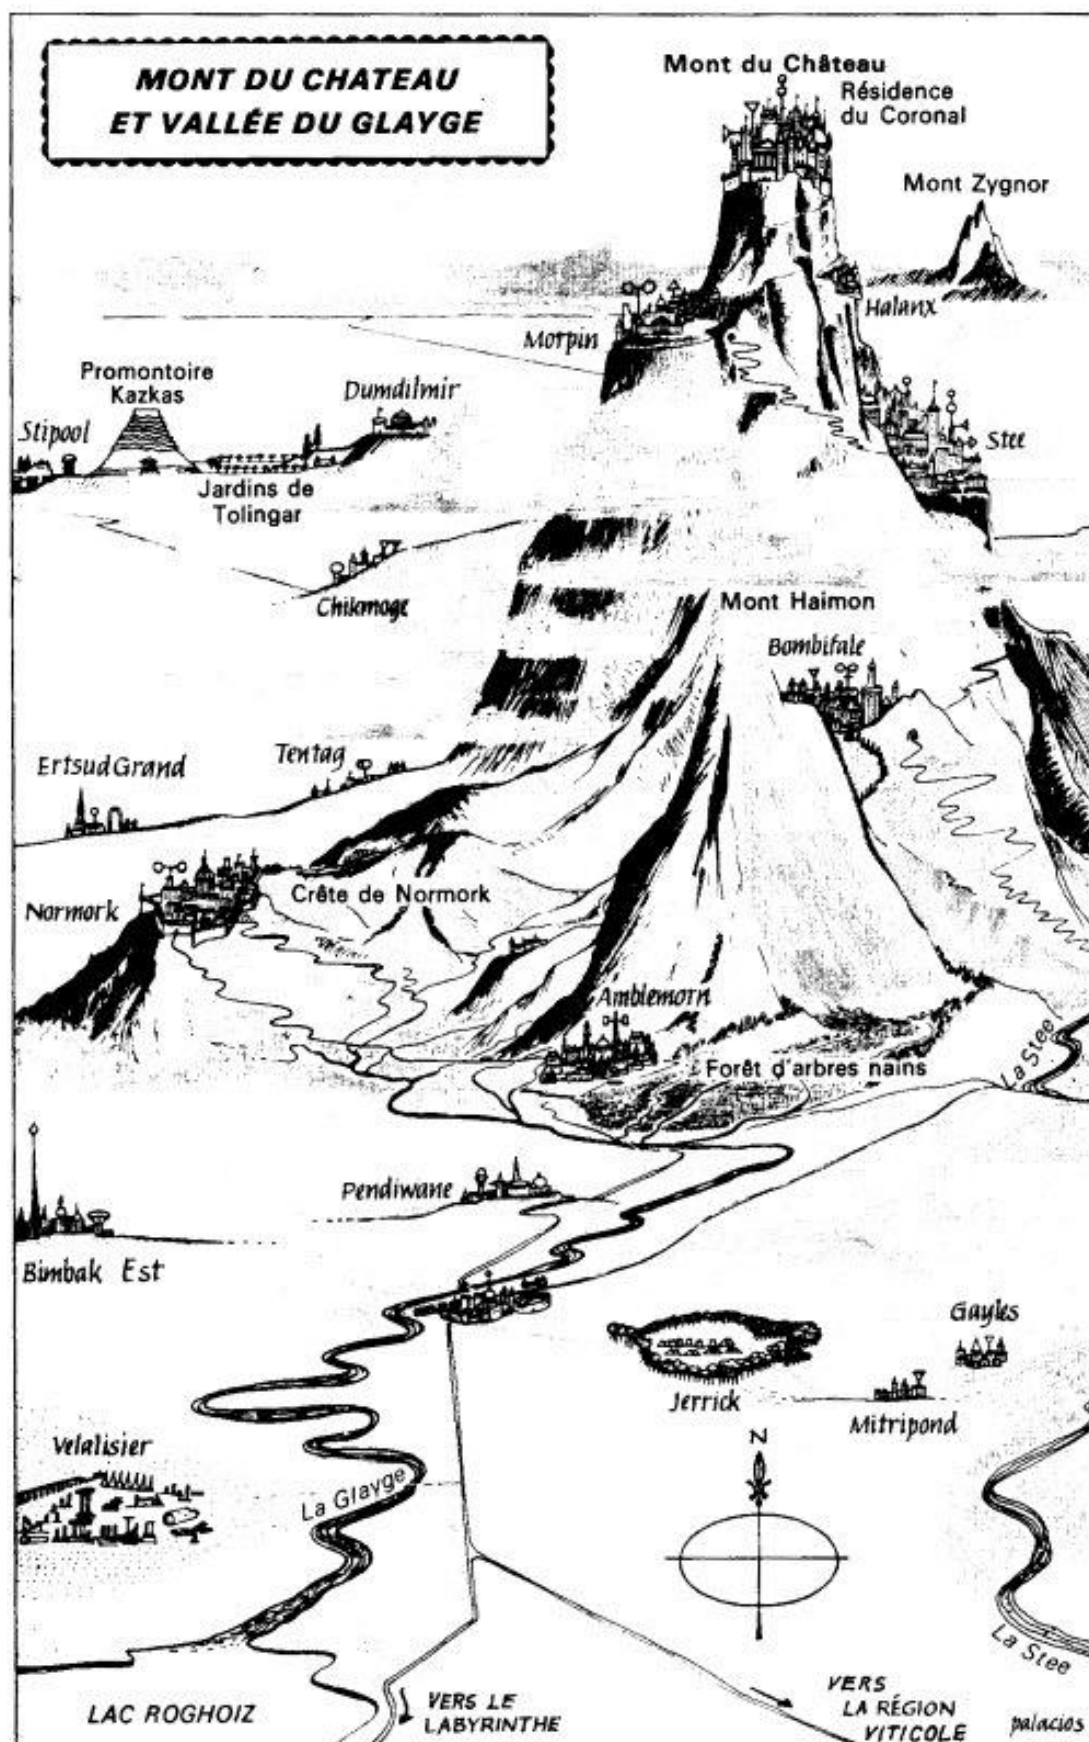 MONT DU CHATEAU
ET VALLÉE DU GLAYGE
Mont du Château
Résidence
du Coronal
Mont Zygnor
Halanx
Morpin
Promontoire
Kazkas
Dumdilmir
Stipool
Stee
Jardins de
Tolingar
Chikmoge
Mont Haimon
Bombifale
Tentag
Ertsud Grand
Crête de Normork
Normork
Amblemorn
La Stee
Forêt d'arbres nains
Pendiwane
Bimbak Est
Gayles
Jerrick
Mitripond
Velalisier
N
La Glayge
La Stee
LAC ROGHOIZ
VERS LE
LABYRINTHE
VERS
LA RÉGION
VITICOLE
palacios